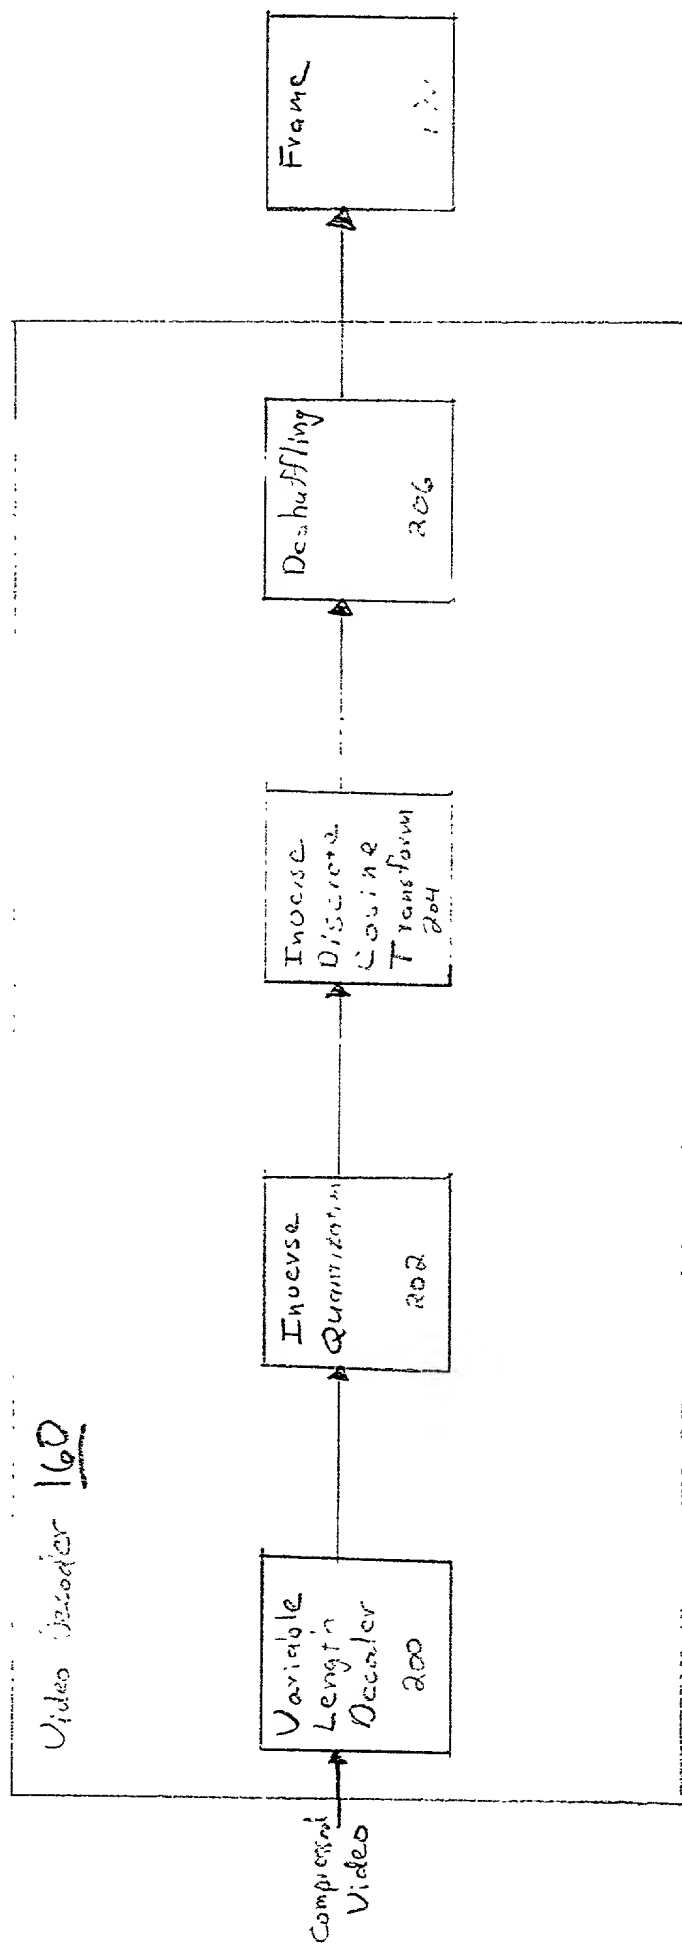 Video Decoder 160
Compressed
Video
Variable
Length
Decoder
200
Inverse
Quantization
202
Inverse
Discrete
Cosine
Transform
204
Deshuffling
206
Frame